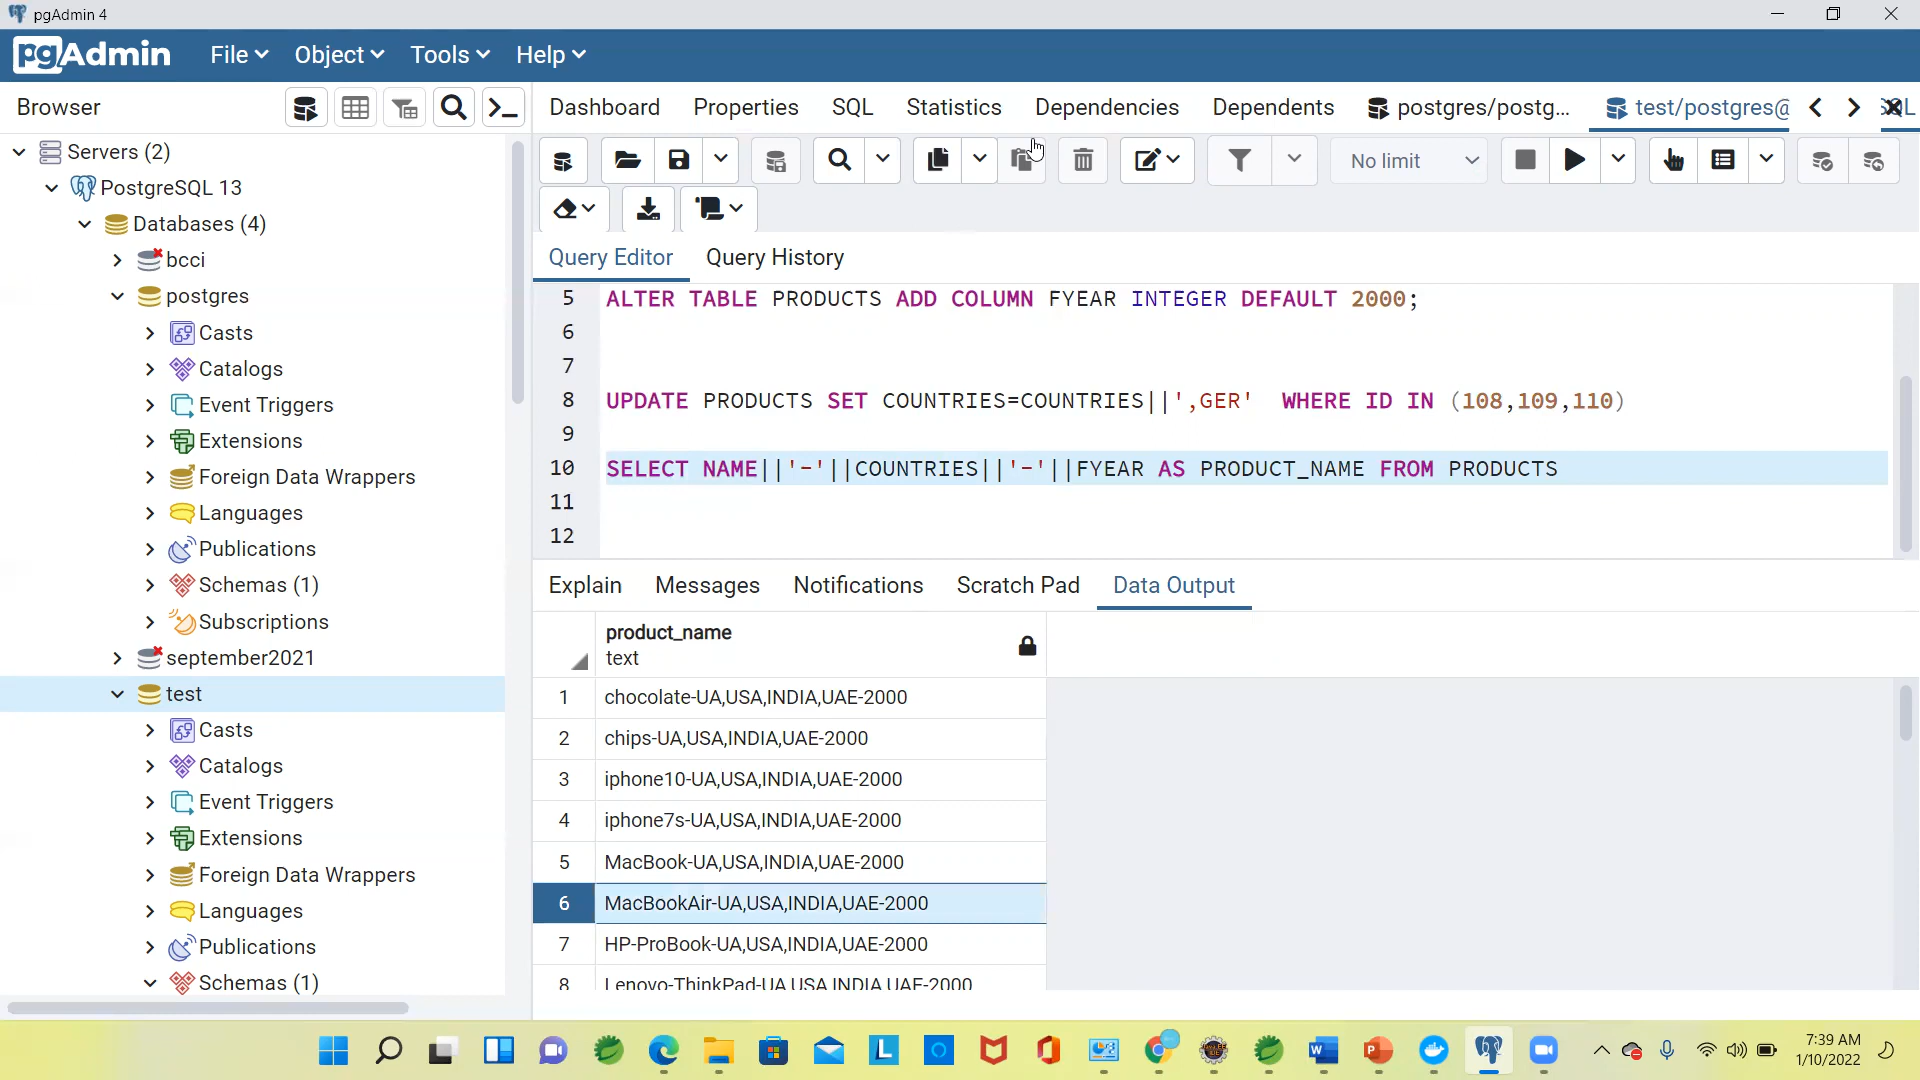 pgAdmin 4
pgAdmin File Object Tools Help
Browser
Dashboard Properties SQL Statistics Dependencies Dependents postgres/postg... test/postgres@
No limit
Servers (2)
PostgreSQL 13
Databases (4)
bcci
postgres
Casts
Catalogs
Event Triggers
Extensions
Foreign Data Wrappers
Languages
Publications
Schemas (1)
Subscriptions
september2021
test
Casts
Catalogs
Event Triggers
Extensions
Foreign Data Wrappers
Languages
Publications
Schemas (1)
Query Editor Query History
5 ALTER TABLE PRODUCTS ADD COLUMN FYEAR INTEGER DEFAULT 2000;
6
7
8 UPDATE PRODUCTS SET COUNTRIES=COUNTRIES||',GER' WHERE ID IN (108,109,110)
9
10 SELECT NAME||'-'||COUNTRIES||'-'||FYEAR AS PRODUCT_NAME FROM PRODUCTS
11
12
Explain Messages Notifications Scratch Pad Data Output
product_name
text
1 chocolate-UA,USA,INDIA,UAE-2000
2 chips-UA,USA,INDIA,UAE-2000
3 iphone10-UA,USA,INDIA,UAE-2000
4 iphone7s-UA,USA,INDIA,UAE-2000
5 MacBook-UA,USA,INDIA,UAE-2000
6 MacBookAir-UA,USA,INDIA,UAE-2000
7 HP-ProBook-UA,USA,INDIA,UAE-2000
8 Lenovo-ThinkPad-UA,USA,INDIA,UAE-2000
7:39 AM
1/10/2022